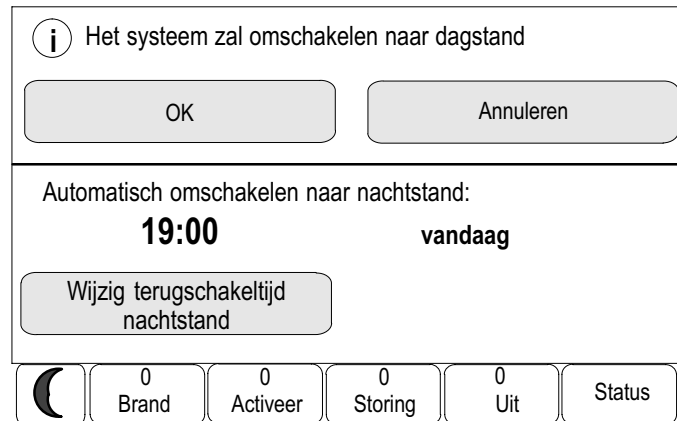 i Het systeem zal omschakelen naar dagstand
OK Annuleren
Automatisch omschakelen naar nachtstand:
19:00 vandaag
Wijzig terugschakeltijd
nachtstand
0 0 0 0
Brand Activeer Storing Uit Status